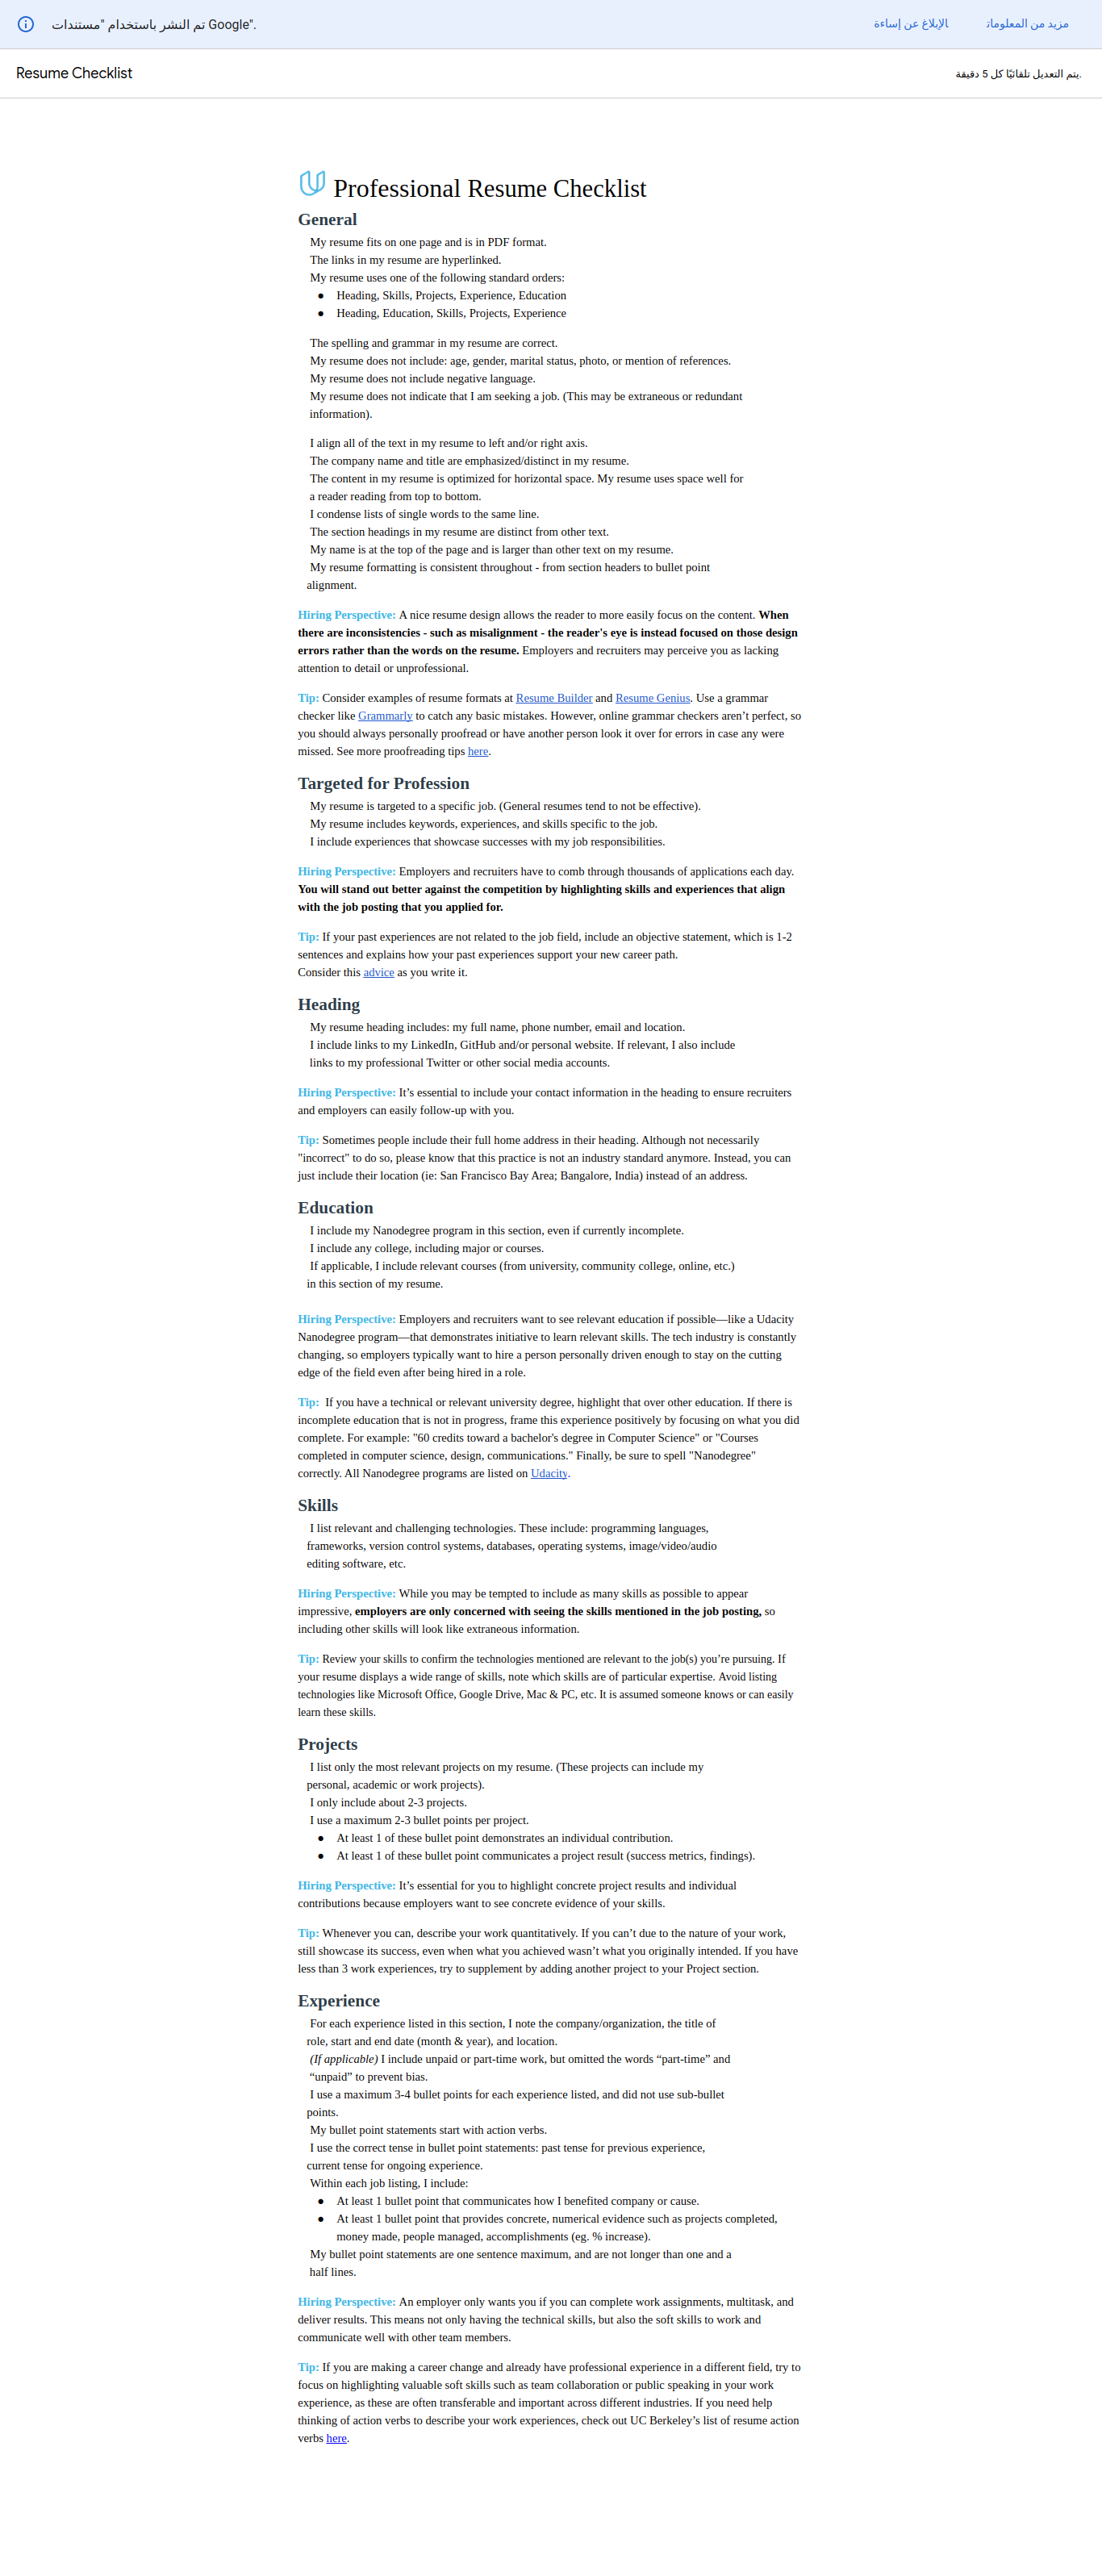 تم النشر باستخدام "مستندات Google".
الإبلاغ عن إساءة
مزيد من المعلومات
Resume Checklist
يتم التعديل تلقائيًا كل 5 دقيقة.
Professional Resume Checklist
General
My resume fits on one page and is in PDF format.
The links in my resume are hyperlinked.
My resume uses one of the following standard orders:
● Heading, Skills, Projects, Experience, Education
● Heading, Education, Skills, Projects, Experience
The spelling and grammar in my resume are correct.
My resume does not include: age, gender, marital status, photo, or mention of references.
My resume does not include negative language.
My resume does not indicate that I am seeking a job. (This may be extraneous or redundant
information).
I align all of the text in my resume to left and/or right axis.
The company name and title are emphasized/distinct in my resume.
The content in my resume is optimized for horizontal space. My resume uses space well for
a reader reading from top to bottom.
I condense lists of single words to the same line.
The section headings in my resume are distinct from other text.
My name is at the top of the page and is larger than other text on my resume.
My resume formatting is consistent throughout - from section headers to bullet point
alignment.
Hiring Perspective: A nice resume design allows the reader to more easily focus on the content. When
there are inconsistencies - such as misalignment - the reader's eye is instead focused on those design
errors rather than the words on the resume. Employers and recruiters may perceive you as lacking
attention to detail or unprofessional.
Tip: Consider examples of resume formats at Resume Builder and Resume Genius. Use a grammar
checker like Grammarly to catch any basic mistakes. However, online grammar checkers aren’t perfect, so
you should always personally proofread or have another person look it over for errors in case any were
missed. See more proofreading tips here.
Targeted for Profession
My resume is targeted to a specific job. (General resumes tend to not be effective).
My resume includes keywords, experiences, and skills specific to the job.
I include experiences that showcase successes with my job responsibilities.
Hiring Perspective: Employers and recruiters have to comb through thousands of applications each day.
You will stand out better against the competition by highlighting skills and experiences that align
with the job posting that you applied for.
Tip: If your past experiences are not related to the job field, include an objective statement, which is 1-2
sentences and explains how your past experiences support your new career path.
Consider this advice as you write it.
Heading
My resume heading includes: my full name, phone number, email and location.
I include links to my LinkedIn, GitHub and/or personal website. If relevant, I also include
links to my professional Twitter or other social media accounts.
Hiring Perspective: It’s essential to include your contact information in the heading to ensure recruiters
and employers can easily follow-up with you.
Tip: Sometimes people include their full home address in their heading. Although not necessarily
"incorrect" to do so, please know that this practice is not an industry standard anymore. Instead, you can
just include their location (ie: San Francisco Bay Area; Bangalore, India) instead of an address.
Education
I include my Nanodegree program in this section, even if currently incomplete.
I include any college, including major or courses.
If applicable, I include relevant courses (from university, community college, online, etc.)
in this section of my resume.
Hiring Perspective: Employers and recruiters want to see relevant education if possible—like a Udacity
Nanodegree program—that demonstrates initiative to learn relevant skills. The tech industry is constantly
changing, so employers typically want to hire a person personally driven enough to stay on the cutting
edge of the field even after being hired in a role.
Tip: If you have a technical or relevant university degree, highlight that over other education. If there is
incomplete education that is not in progress, frame this experience positively by focusing on what you did
complete. For example: "60 credits toward a bachelor's degree in Computer Science" or "Courses
completed in computer science, design, communications." Finally, be sure to spell "Nanodegree"
correctly. All Nanodegree programs are listed on Udacity.
Skills
I list relevant and challenging technologies. These include: programming languages,
frameworks, version control systems, databases, operating systems, image/video/audio
editing software, etc.
Hiring Perspective: While you may be tempted to include as many skills as possible to appear
impressive, employers are only concerned with seeing the skills mentioned in the job posting, so
including other skills will look like extraneous information.
Tip: Review your skills to confirm the technologies mentioned are relevant to the job(s) you’re pursuing. If
your resume displays a wide range of skills, note which skills are of particular expertise. Avoid listing
technologies like Microsoft Office, Google Drive, Mac & PC, etc. It is assumed someone knows or can easily
learn these skills.
Projects
I list only the most relevant projects on my resume. (These projects can include my
personal, academic or work projects).
I only include about 2-3 projects.
I use a maximum 2-3 bullet points per project.
● At least 1 of these bullet point demonstrates an individual contribution.
● At least 1 of these bullet point communicates a project result (success metrics, findings).
Hiring Perspective: It’s essential for you to highlight concrete project results and individual
contributions because employers want to see concrete evidence of your skills.
Tip: Whenever you can, describe your work quantitatively. If you can’t due to the nature of your work,
still showcase its success, even when what you achieved wasn’t what you originally intended. If you have
less than 3 work experiences, try to supplement by adding another project to your Project section.
Experience
For each experience listed in this section, I note the company/organization, the title of
role, start and end date (month & year), and location.
(If applicable) I include unpaid or part-time work, but omitted the words “part-time” and
“unpaid” to prevent bias.
I use a maximum 3-4 bullet points for each experience listed, and did not use sub-bullet
points.
My bullet point statements start with action verbs.
I use the correct tense in bullet point statements: past tense for previous experience,
current tense for ongoing experience.
Within each job listing, I include:
● At least 1 bullet point that communicates how I benefited company or cause.
● At least 1 bullet point that provides concrete, numerical evidence such as projects completed,
money made, people managed, accomplishments (eg. % increase).
My bullet point statements are one sentence maximum, and are not longer than one and a
half lines.
Hiring Perspective: An employer only wants you if you can complete work assignments, multitask, and
deliver results. This means not only having the technical skills, but also the soft skills to work and
communicate well with other team members.
Tip: If you are making a career change and already have professional experience in a different field, try to
focus on highlighting valuable soft skills such as team collaboration or public speaking in your work
experience, as these are often transferable and important across different industries. If you need help
thinking of action verbs to describe your work experiences, check out UC Berkeley’s list of resume action
verbs here.